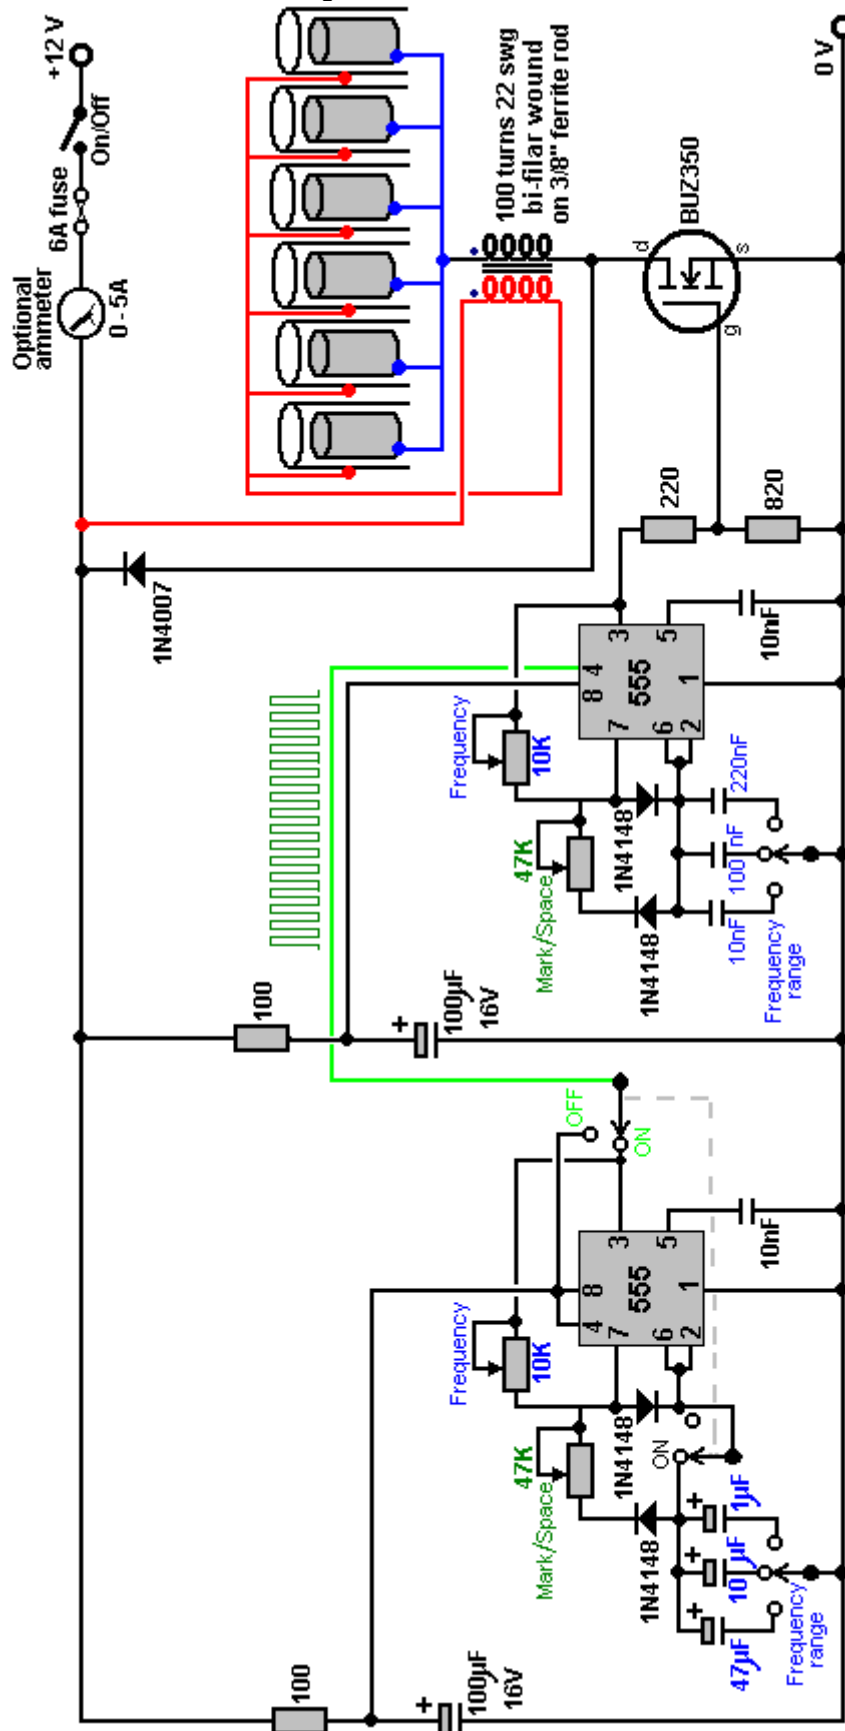 +12 V
On/Off
6A fuse
Optional
ammeter
0 - 5A
100 turns 22 swg
bi-filar wound
on 3/8" ferrite rod
0 V
BUZ350
d
s
g
220
820
1N4007
10nF
3
5
4
8
555
1
7
6
2
Frequency
10K
47K
Mark/Space
1N4148
1N4148
220nF
100 nF
10nF
Frequency
range
100
+
100µF
16V
OFF
ON
3
5
8
4
555
1
7
6
2
10nF
Frequency
10K
47K
Mark/Space
1N4148
1N4148
ON
+
1µF
+
10 µF
+
47µF
Frequency
range
100
+
100µF
16V